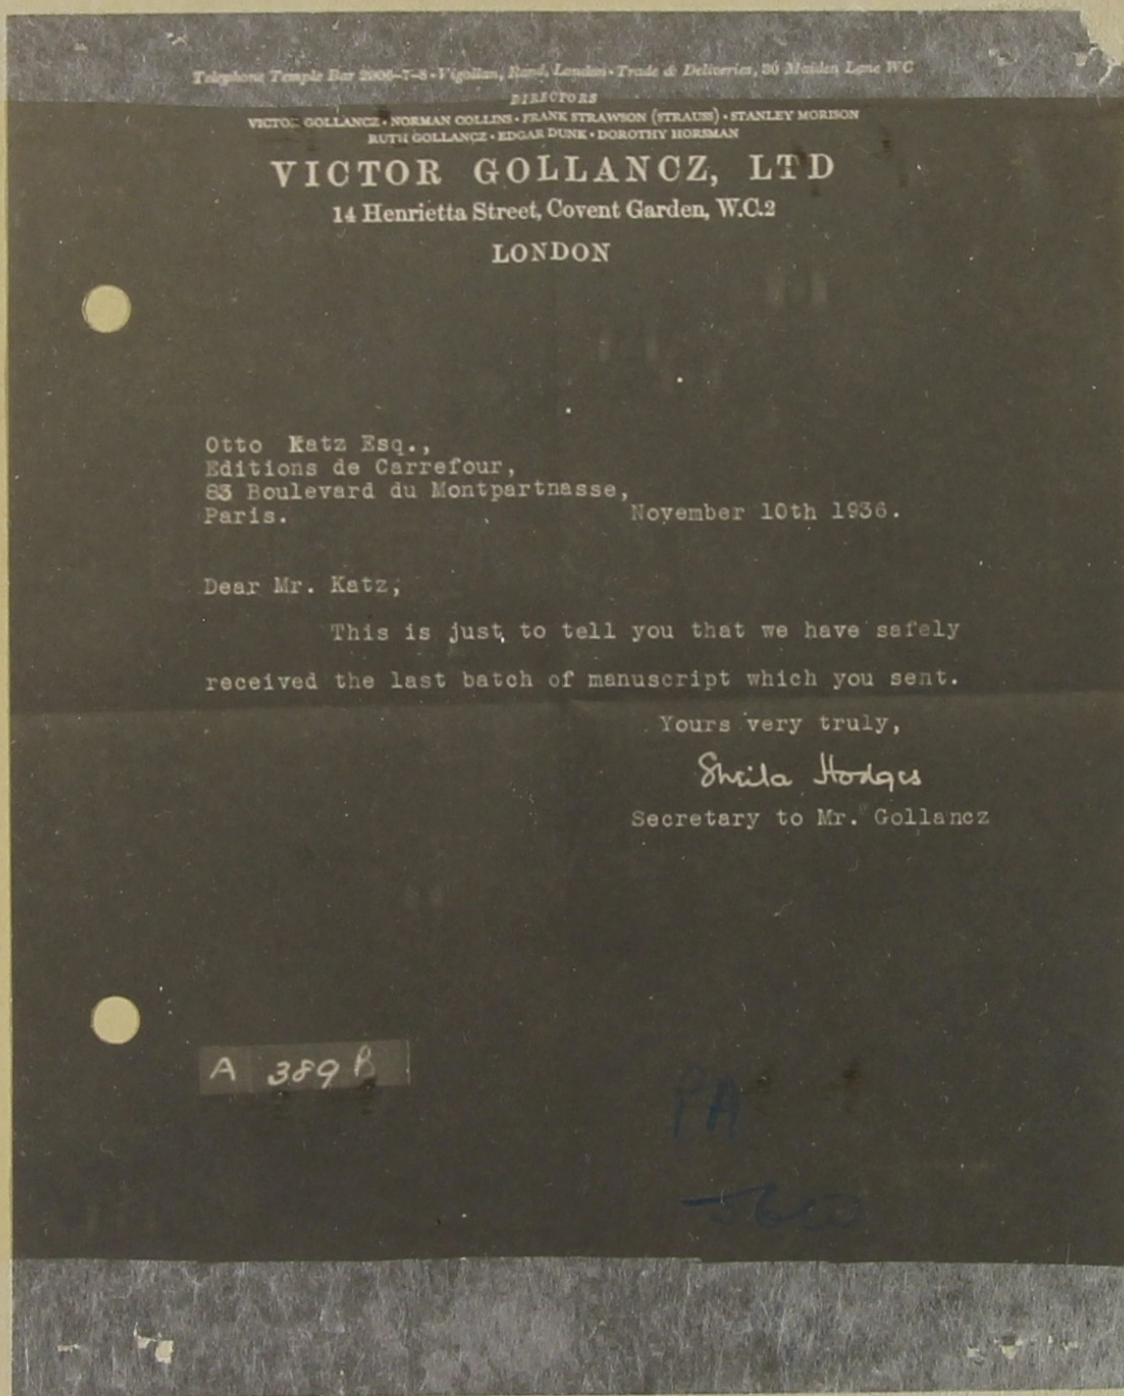 Telephone Temple Bar 2006-7-8 · Vigollan, Rand, London · Trade & Deliveries, 36 Maiden Lane WC
DIRECTORS
VICTOR GOLLANCZ · NORMAN COLLINS · FRANK STRAWSON (STRAUSS) · STANLEY MORISON
RUTH GOLLANCZ · EDGAR DUNK · DOROTHY HORSMAN
VICTOR GOLLANCZ, LTD
14 Henrietta Street, Covent Garden, W.C.2
LONDON
Otto Katz Esq.,
Editions de Carrefour,
83 Boulevard du Montpartnasse,
Paris.
November 10th 1936.
Dear Mr. Katz,
This is just to tell you that we have safely
received the last batch of manuscript which you sent.
Yours very truly,
Sheila Hodges
Secretary to Mr. Gollancz
A 389 B
PA